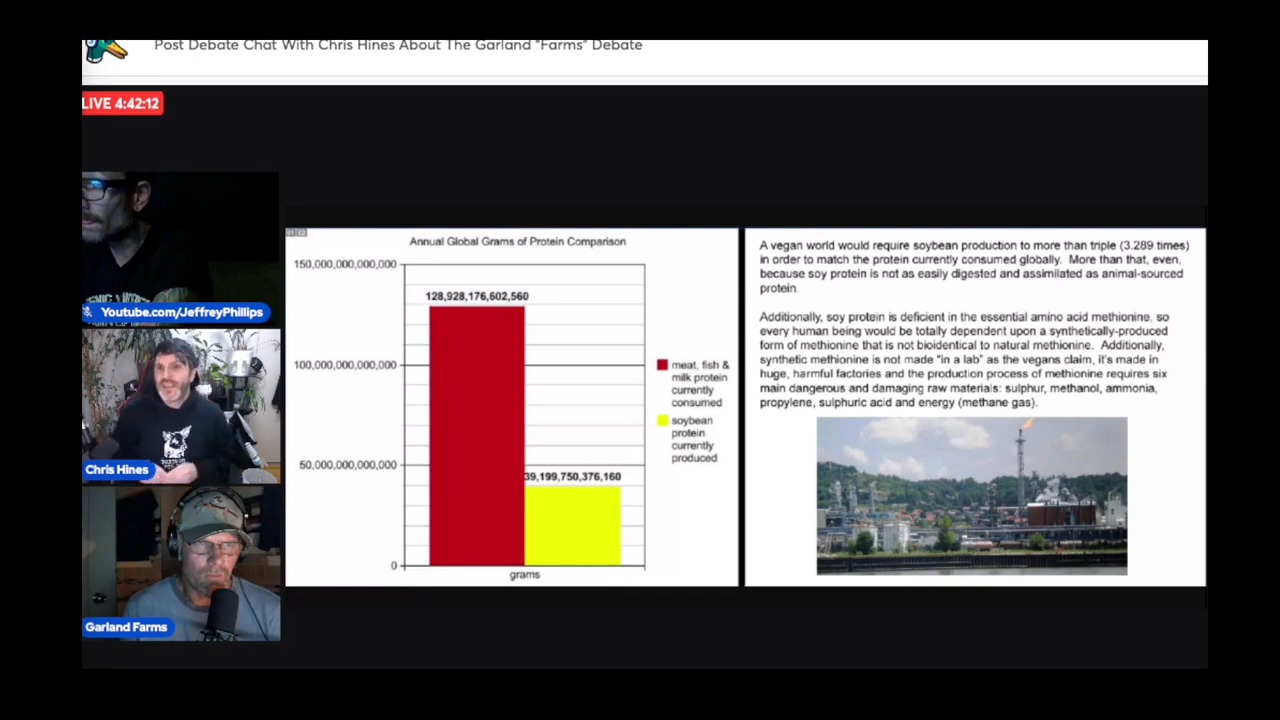 Post Debate Chat With Chris Hines About The Garland "Farms" Debate
LIVE 4:42:12
Youtube.com/JeffreyPhillips
Chris Hines
Garland Farms
Annual Global Grams of Protein Comparison
150,000,000,000,000
128,928,176,602,560
100,000,000,000,000
50,000,000,000,000
39,199,750,376,160
0
grams
meat, fish &
milk protein
currently
consumed
soybean
protein
currently
produced
A vegan world would require soybean production to more than triple (3.289 times)
in order to match the protein currently consumed globally. More than that, even,
because soy protein is not as easily digested and assimilated as animal-sourced
protein.
Additionally, soy protein is deficient in the essential amino acid methionine, so
every human being would be totally dependent upon a synthetically-produced
form of methionine that is not bioidentical to natural methionine. Additionally,
synthetic methionine is not made "in a lab" as the vegans claim, it's made in
huge, harmful factories and the production process of methionine requires six
main dangerous and damaging raw materials: sulphur, methanol, ammonia,
propylene, sulphuric acid and energy (methane gas).